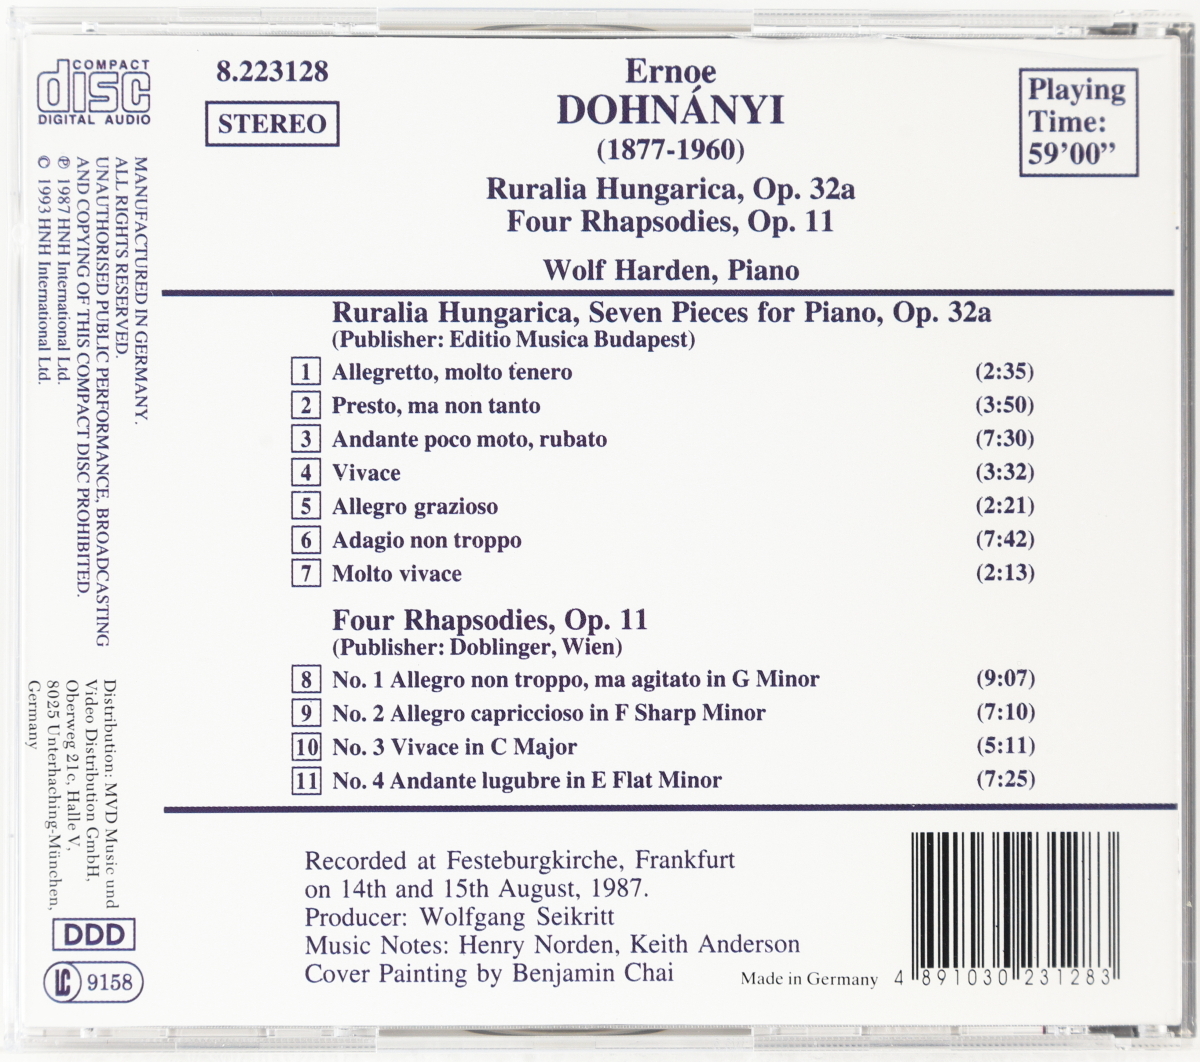 COMPACT
disc
DIGITAL AUDIO
8.223128
STEREO
Ernoe
DOHNÁNYI
(1877-1960)
Ruralia Hungarica, Op. 32a
Four Rhapsodies, Op. 11
Wolf Harden, Piano
Playing
Time:
59’00”
MANUFACTURED IN GERMANY.
ALL RIGHTS RESERVED.
UNAUTHORISED PUBLIC PERFORMANCE, BROADCASTING
AND COPYING OF THIS COMPACT DISC PROHIBITED.
℗ 1987 HNH International Ltd.
© 1993 HNH International Ltd.
Ruralia Hungarica, Seven Pieces for Piano, Op. 32a
(Publisher: Editio Musica Budapest)
1 Allegretto, molto tenero (2:35)
2 Presto, ma non tanto (3:50)
3 Andante poco moto, rubato (7:30)
4 Vivace (3:32)
5 Allegro grazioso (2:21)
6 Adagio non troppo (7:42)
7 Molto vivace (2:13)
Four Rhapsodies, Op. 11
(Publisher: Doblinger, Wien)
8 No. 1 Allegro non troppo, ma agitato in G Minor (9:07)
9 No. 2 Allegro capriccioso in F Sharp Minor (7:10)
10 No. 3 Vivace in C Major (5:11)
11 No. 4 Andante lugubre in E Flat Minor (7:25)
Distribution: MVD Music und
Video Distribution GmbH,
Oberweg 21c, Halle V,
8025 Unterhaching-München,
Germany
DDD
LC 9158
Recorded at Festeburgkirche, Frankfurt
on 14th and 15th August, 1987.
Producer: Wolfgang Seikritt
Music Notes: Henry Norden, Keith Anderson
Cover Painting by Benjamin Chai
Made in Germany
4 891030 231283